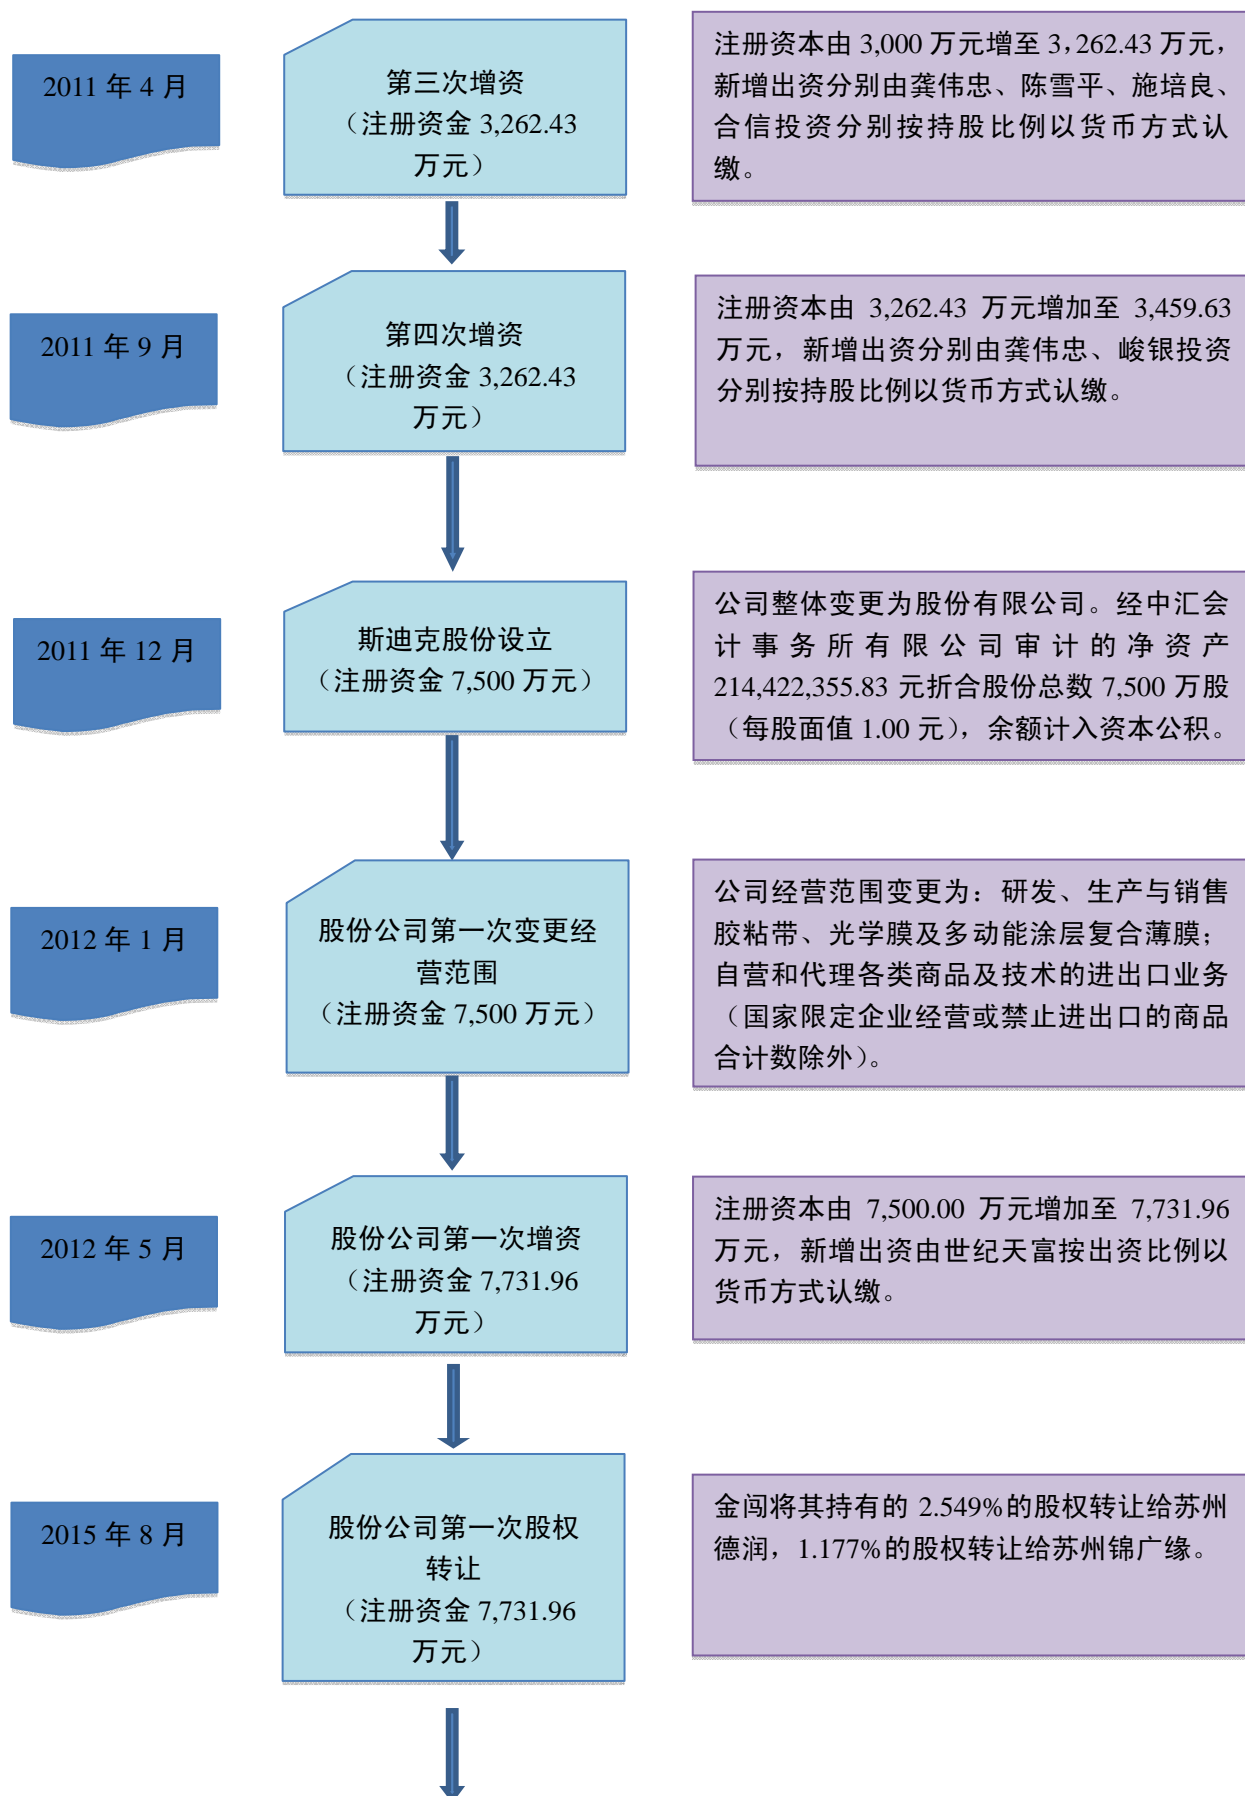 2011 年 4 月
第三次增资
（注册资金 3,262.43
万元）
注册资本由 3,000 万元增至 3，262.43 万元，
新增出资分别由龚伟忠、陈雪平、施培良、
合信投资分别按持股比例以货币方式认
缴。
2011 年 9 月
第四次增资
（注册资金 3,262.43
万元）
注册资本由 3,262.43 万元增加至 3,459.63
万元，新增出资分别由龚伟忠、峻银投资
分别按持股比例以货币方式认缴。
2011 年 12 月
斯迪克股份设立
（注册资金 7,500 万元）
公司整体变更为股份有限公司。经中汇会
计事务所有限公司审计的净资产
214,422,355.83 元折合股份总数 7,500 万股
（每股面值 1.00 元），余额计入资本公积。
2012 年 1 月
股份公司第一次变更经
营范围
（注册资金 7,500 万元）
公司经营范围变更为：研发、生产与销售
胶粘带、光学膜及多动能涂层复合薄膜；
自营和代理各类商品及技术的进出口业务
（国家限定企业经营或禁止进出口的商品
合计数除外）。
2012 年 5 月
股份公司第一次增资
（注册资金 7,731.96
万元）
注册资本由 7,500.00 万元增加至 7,731.96
万元，新增出资由世纪天富按出资比例以
货币方式认缴。
2015 年 8 月
股份公司第一次股权
转让
（注册资金 7,731.96
万元）
金闯将其持有的 2.549%的股权转让给苏州
德润，1.177%的股权转让给苏州锦广缘。